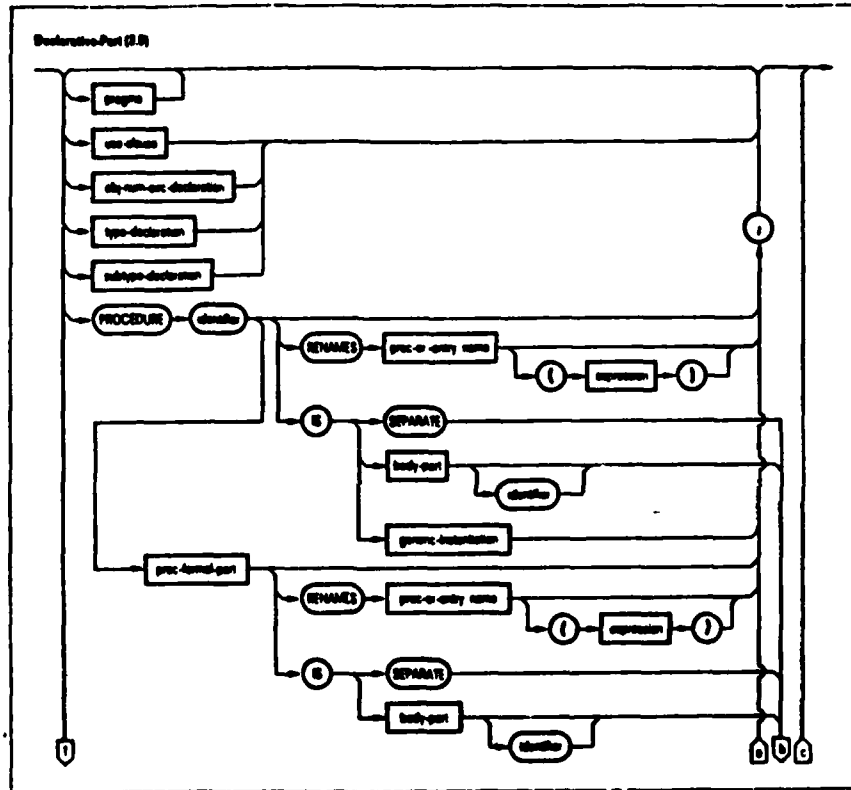 Declarative-Part (3.9)
pragma
use-clause
obj-num-exc-declaration
type-declaration
;
subtype-declaration
PROCEDURE identifier
RENAMES proc-or-entry name
( expression )
IS SEPARATE
body-part
identifier
generic-instantiation
proc-formal-part
RENAMES proc-or-entry name
( expression )
IS SEPARATE
body-part
identifier
1 a b c